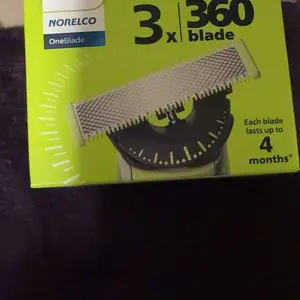 NORELCO
OneBlade
3x 360
blade
Each blade
lasts up to
4
months*